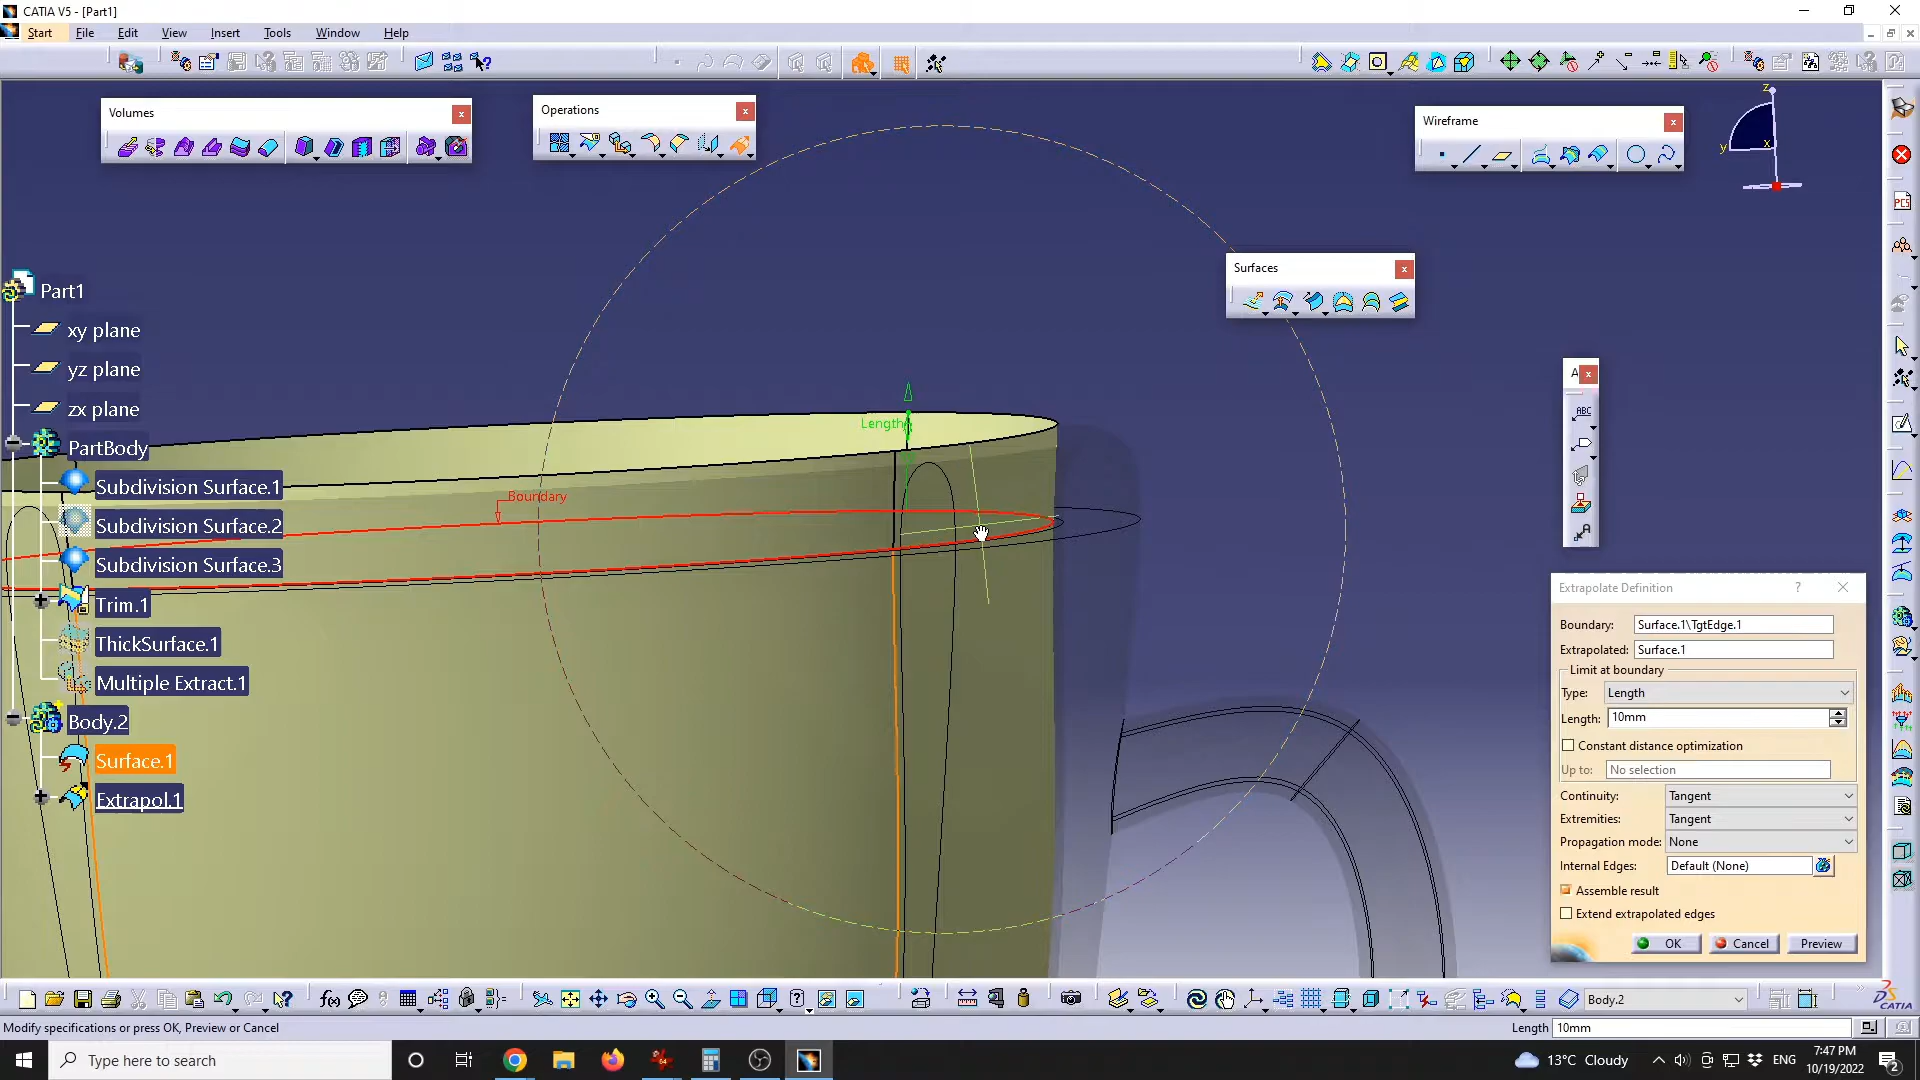 CATIA V5 - [Part1]
Start File Edit View Insert Tools Window Help
Volumes
Operations
Wireframe
Surfaces
A
ABC
z
y
x
PCS
Length
Boundary
Part1
xy plane
yz plane
zx plane
PartBody
Subdivision Surface.1
Subdivision Surface.2
Subdivision Surface.3
Trim.1
ThickSurface.1
Multiple Extract.1
Body.2
Surface.1
Extrapol.1
Extrapolate Definition
Boundary: Surface.1\TgtEdge.1
Extrapolated: Surface.1
Limit at boundary
Type: Length
Length: 10mm
Constant distance optimization
Up to: No selection
Continuity: Tangent
Extremities: Tangent
Propagation mode: None
Internal Edges: Default (None)
Assemble result
Extend extrapolated edges
OK Cancel Preview
f(x)
Body.2
CATIA
Modify specifications or press OK, Preview or Cancel
Length 10mm
Type here to search
13°C Cloudy
ENG
7:47 PM
10/19/2022
2